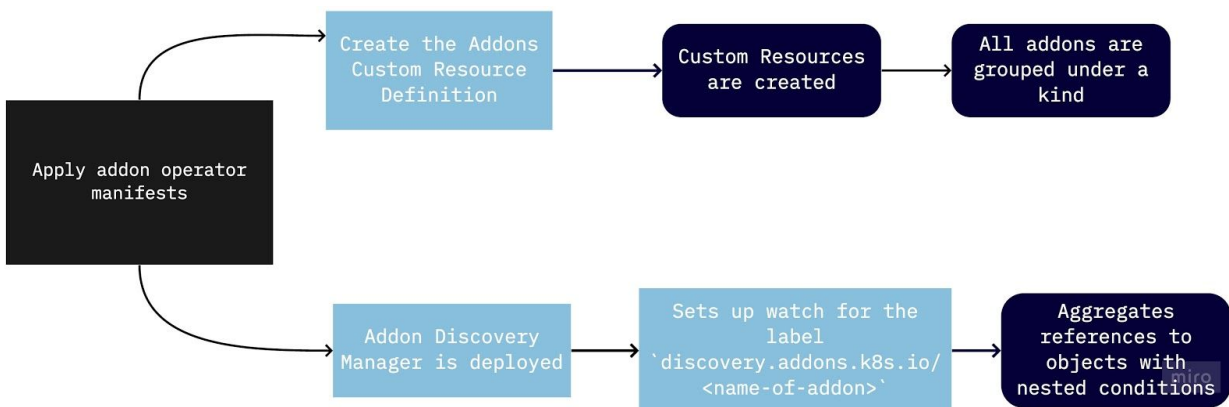 Apply addon operator
manifests
Create the Addons
Custom Resource
Definition
Custom Resources
are created
All addons are
grouped under a
kind
Addon Discovery
Manager is deployed
Sets up watch for the
label
`discovery.addons.k8s.io/
<name-of-addon>`
Aggregates
references to
objects with
nested conditions
miro